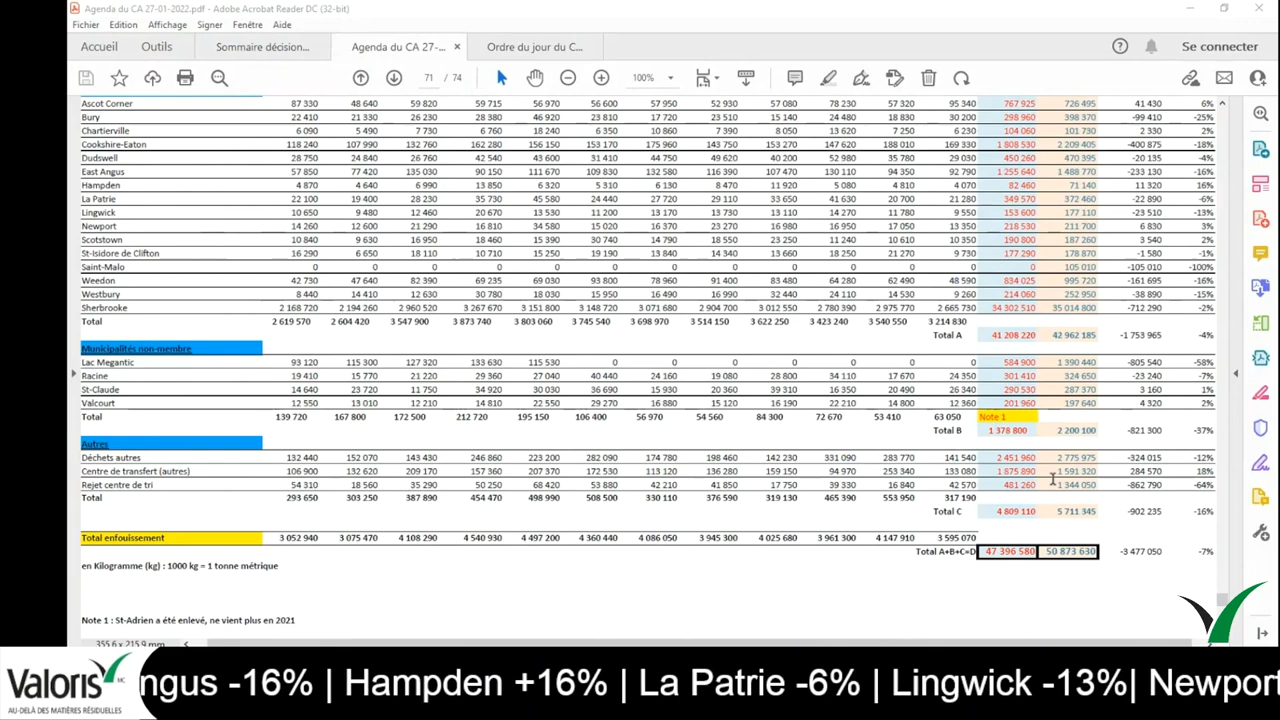 Agenda du CA 27-01-2022.pdf - Adobe Acrobat Reader DC (32-bit)
Fichier Edition Affichage Signer Fenêtre Aide
Accueil Outils Sommaire décision... Agenda du CA 27-... × Ordre du jour du C... Se connecter
71 / 74 100%
Ascot Corner 87 330 48 640 59 820 59 715 56 970 56 600 57 950 52 930 57 080 78 230 57 320 95 340 767 925 726 495 41 430 6%
Bury 22 410 21 330 26 230 28 380 46 920 23 810 17 720 23 510 15 140 24 480 18 830 30 200 298 960 398 370 -99 410 -25%
Chartierville 6 090 5 490 7 730 6 760 18 240 6 350 10 860 7 390 8 050 13 620 7 250 6 230 104 060 101 730 2 330 2%
Cookshire-Eaton 118 240 107 990 132 760 162 280 156 150 153 170 175 960 143 750 153 270 147 620 188 010 169 330 1 808 530 2 209 405 -400 875 -18%
Dudswell 28 750 24 840 26 760 42 540 43 600 31 410 44 750 49 620 40 200 52 980 35 780 29 030 450 260 470 395 -20 135 -4%
East Angus 57 850 77 420 135 030 90 150 111 670 109 830 132 580 116 390 107 470 130 110 94 350 92 790 1 255 640 1 488 770 -233 130 -16%
Hampden 4 870 4 640 6 990 13 850 6 320 5 310 6 130 8 470 11 920 5 080 4 810 4 070 82 460 71 140 11 320 16%
La Patrie 22 100 19 400 28 230 35 730 45 580 24 440 27 720 29 110 33 650 41 630 20 700 21 280 349 570 372 460 -22 890 -6%
Lingwick 10 650 9 480 12 460 20 670 13 530 11 200 13 170 13 730 13 110 14 270 11 780 9 550 153 600 177 110 -23 510 -13%
Newport 14 260 12 600 21 290 16 810 34 580 15 020 16 370 23 270 16 980 16 950 17 050 13 350 218 530 211 700 6 830 3%
Scotstown 10 840 9 630 16 950 18 460 15 390 30 740 14 790 18 550 23 250 11 240 10 610 10 350 190 800 187 260 3 540 2%
St-Isidore de Clifton 16 290 6 650 18 110 10 710 15 250 19 190 13 840 14 340 13 660 18 250 21 270 9 730 177 290 178 870 -1 580 -1%
Saint-Malo 0 0 0 0 0 0 0 0 0 0 0 0 0 105 010 -105 010 -100%
Weedon 42 730 47 640 82 390 69 235 69 030 93 800 78 960 91 400 83 480 64 280 62 490 48 590 834 025 995 720 -161 695 -16%
Westbury 8 440 14 410 12 630 30 780 18 030 15 950 16 490 16 990 32 440 24 110 14 530 9 260 214 060 252 950 -38 890 -15%
Sherbrooke 2 168 720 2 194 260 2 960 520 3 267 670 3 151 800 3 148 720 3 071 680 2 904 700 3 012 550 2 780 390 2 975 770 2 665 730 34 302 510 35 014 800 -712 290 -2%
Total 2 619 570 2 604 420 3 547 900 3 873 740 3 803 060 3 745 540 3 698 970 3 514 150 3 622 250 3 423 240 3 540 550 3 214 830
Total A 41 208 220 42 962 185 -1 753 965 -4%
Municipalités non-membre
Lac Megantic 93 120 115 300 127 320 133 630 115 530 0 0 0 0 0 0 0 584 900 1 390 440 -805 540 -58%
Racine 19 410 15 770 21 220 29 360 27 040 40 440 24 160 19 080 28 800 34 110 17 670 24 350 301 410 324 650 -23 240 -7%
St-Claude 14 640 23 720 11 750 34 920 30 030 36 690 15 930 20 360 39 310 16 350 20 490 26 340 290 530 287 370 3 160 1%
Valcourt 12 550 13 010 12 210 14 810 22 550 29 270 16 880 15 120 16 190 22 210 14 800 12 360 201 960 197 640 4 320 2%
Total 139 720 167 800 172 500 212 720 195 150 106 400 56 970 54 560 84 300 72 670 53 410 63 050 Note 1
Total B 1 378 800 2 200 100 -821 300 -37%
Autres
Déchets autres 132 440 152 070 143 430 246 860 223 200 282 090 174 780 198 460 142 230 331 090 283 770 141 540 2 451 960 2 775 975 -324 015 -12%
Centre de transfert (autres) 106 900 132 620 209 170 157 360 207 370 172 530 113 120 136 280 159 150 94 970 253 340 133 080 1 875 890 1 591 320 284 570 18%
Rejet centre de tri 54 310 18 560 35 290 50 250 68 420 53 880 42 210 41 850 17 750 39 330 16 840 42 570 481 260 1 344 050 -862 790 -64%
Total 293 650 303 250 387 890 454 470 498 990 508 500 330 110 376 590 319 130 465 390 553 950 317 190
Total C 4 809 110 5 711 345 -902 235 -16%
Total enfouissement 3 052 940 3 075 470 4 108 290 4 540 930 4 497 200 4 360 440 4 086 050 3 945 300 4 025 680 3 961 300 4 147 910 3 595 070
Total A+B+C=D 47 396 580 50 873 630 -3 477 050 -7%
en Kilogramme (kg) : 1000 kg = 1 tonne métrique
Note 1 : St-Adrien a été enlevé, ne vient plus en 2021
355,6 x 215,9 mm
Valoris MC
AU-DELÀ DES MATIÈRES RÉSIDUELLES
ngus -16% | Hampden +16% | La Patrie -6% | Lingwick -13%| Newport